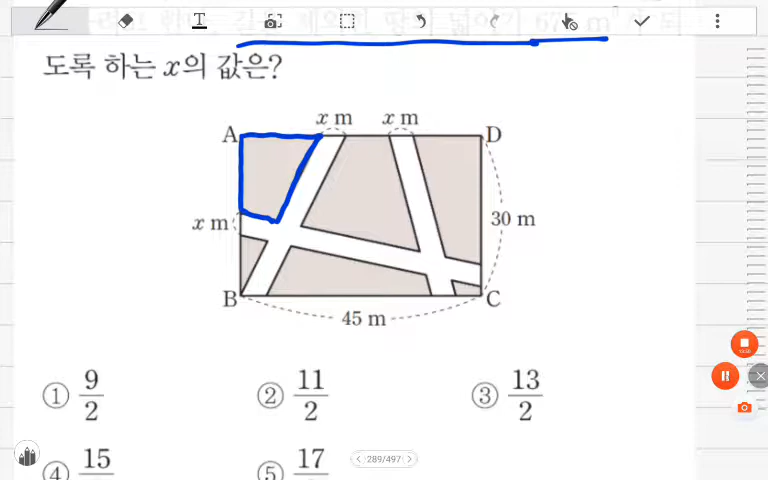 도록 하는 x의 값은?
x m x m
A D
x m 30 m
B C
45 m
① 9/2 ② 11/2 ③ 13/2
④ 15 ⑤ 17
289/497